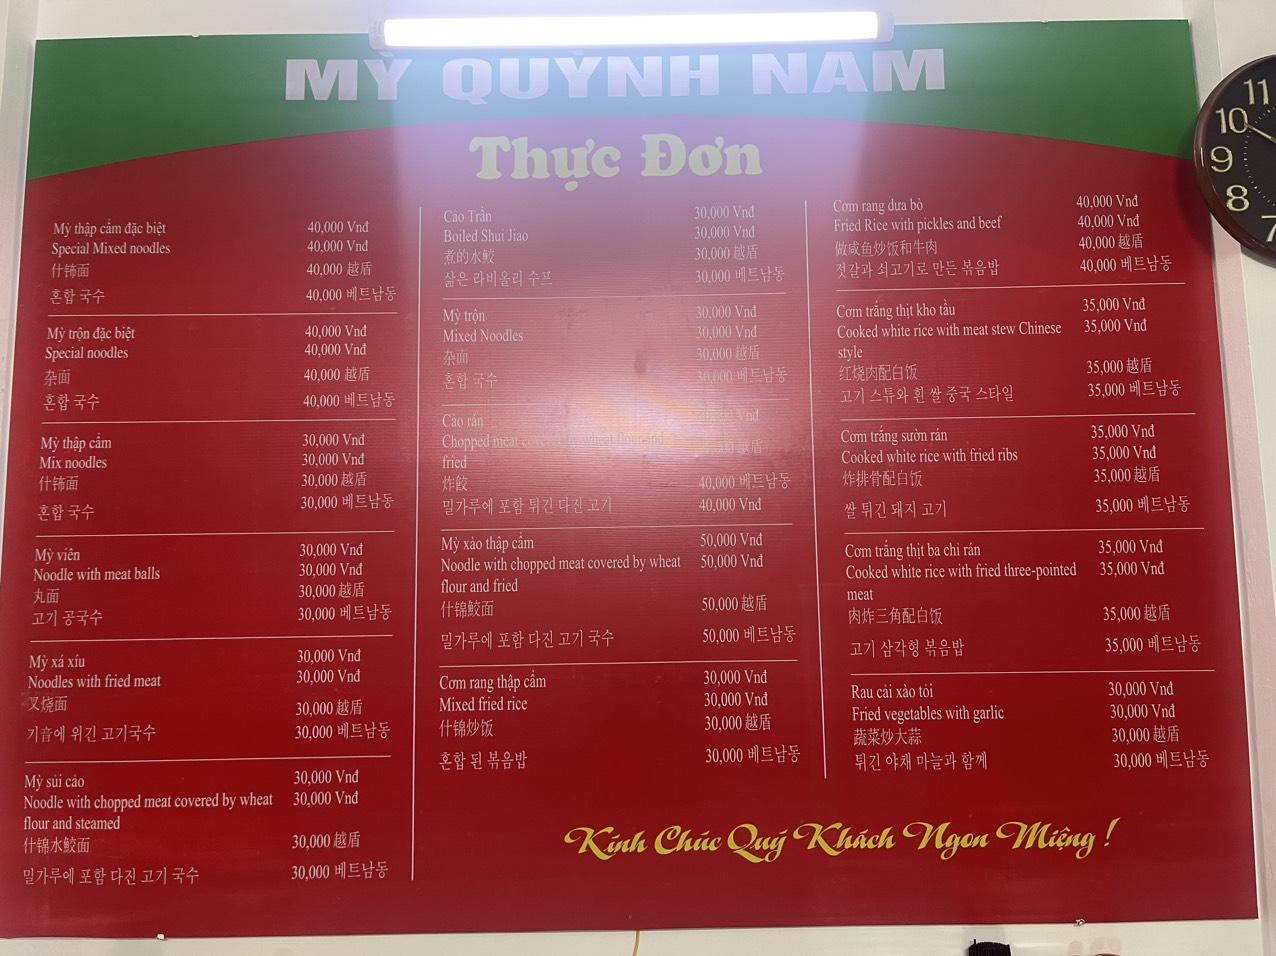 MỲ QUỲNH NAM
Thực Đơn
Mỳ thập cẩm đặc biệt 40,000 Vnđ
Special Mixed noodles 40,000 Vnđ
什锦面 40,000 越盾
혼합 국수 40,000 베트남동
Mỳ trộn đặc biệt 40,000 Vnđ
Special noodles 40,000 Vnđ
杂面 40,000 越盾
혼합 국수 40,000 베트남동
Mỳ thập cẩm 30,000 Vnđ
Mix noodles 30,000 Vnđ
什锦面 30,000 越盾
혼합 국수 30,000 베트남동
Mỳ viên 30,000 Vnđ
Noodle with meat balls 30,000 Vnđ
丸面 30,000 越盾
고기 공국수 30,000 베트남동
Mỳ xá xíu 30,000 Vnđ
Noodles with fried meat 30,000 Vnđ
叉烧面 30,000 越盾
기音에 위긴 고기국수 30,000 베트남동
Mỳ sủi cảo 30,000 Vnđ
Noodle with chopped meat covered by wheat 30,000 Vnđ
flour and steamed
什锦水鲛面 30,000 越盾
밀가루에 포함 다진 고기 국수 30,000 베트남동
Cảo Trần 30,000 Vnđ
Boiled Shui Jiao 30,000 Vnđ
煮的水鲛 30,000 越盾
삶은 라비올리 수프 30,000 베트남동
Mỳ trộn 30,000 Vnđ
Mixed Noodles 30,000 Vnđ
杂面 30,000 越盾
혼합 국수 30,000 베트남동
Cảo rán Vnđ
Chopped meat covered by wheat flour and
fried 越盾
炸餃 40,000 베트남동
밀가루에 포함 튀긴 다진 고기 40,000 Vnđ
Mỳ xào thập cẩm 50,000 Vnđ
Noodle with chopped meat covered by wheat 50,000 Vnđ
flour and fried
什锦鲛面 50,000 越盾
밀가루에 포함 다진 고기 국수 50,000 베트남동
Cơm rang thập cẩm 30,000 Vnđ
Mixed fried rice 30,000 Vnđ
什锦炒饭 30,000 越盾
혼합 된 볶음밥 30,000 베트남동
Cơm rang dưa bò 40,000 Vnđ
Fried Rice with pickles and beef 40,000 Vnđ
做咸鱼炒饭和牛肉 40,000 越盾
젓갈과 쇠고기로 만든 볶음밥 40,000 베트남동
Cơm trắng thịt kho tầu 35,000 Vnđ
Cooked white rice with meat stew Chinese 35,000 Vnđ
style
红烧肉配白饭 35,000 越盾
고기 스튜와 흰 쌀 중국 스타일 35,000 베트남동
Cơm trắng sườn rán 35,000 Vnđ
Cooked white rice with fried ribs 35,000 Vnđ
炸排骨配白饭 35,000 越盾
쌀 튀긴 돼지 고기 35,000 베트남동
Cơm trắng thịt ba chỉ rán 35,000 Vnđ
Cooked white rice with fried three-pointed 35,000 Vnđ
meat
肉炸三角配白饭 35,000 越盾
고기 삼각형 볶음밥 35,000 베트남동
Rau cải xào tỏi 30,000 Vnđ
Fried vegetables with garlic 30,000 Vnđ
蔬菜炒大蒜 30,000 越盾
튀긴 야채 마늘과 함께 30,000 베트남동
Kính Chúc Quý Khách Ngon Miệng !
11
10
9
8
7